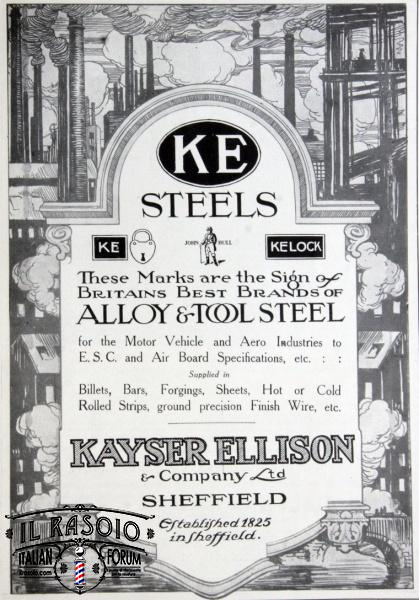 KE
STEELS
KE JOHN BULL KELOCK
These Marks are the Sign of
BRITAINS BEST BRANDS OF
ALLOY & TOOL STEEL
for the Motor Vehicle and Aero Industries to
E. S. C. and Air Board Specifications, etc. : :
Supplied in
Billets, Bars, Forgings, Sheets, Hot or Cold
Rolled Strips, ground precision Finish Wire, etc.
KAYSER ELLISON
& Company Ltd
SHEFFIELD
Established 1825
in Sheffield.
IL RASOIO
ITALIAN FORUM
ilrasoio.com